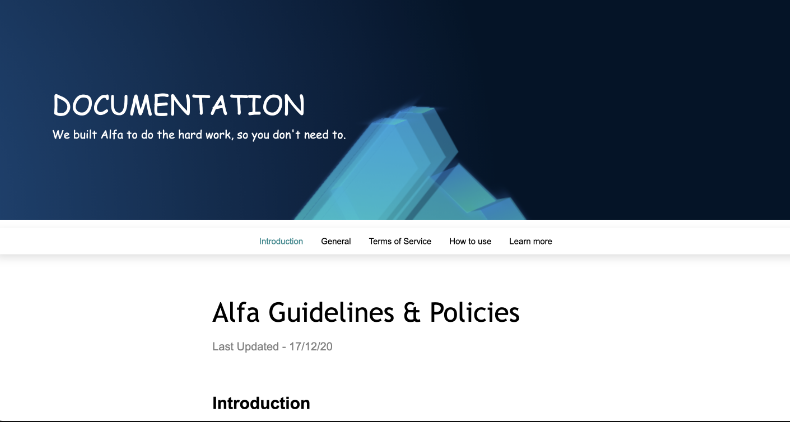 DOCUMENTATION
We built Alfa to do the hard work, so you don't need to.
Introduction General Terms of Service How to use Learn more
Alfa Guidelines & Policies
Last Updated - 17/12/20
Introduction